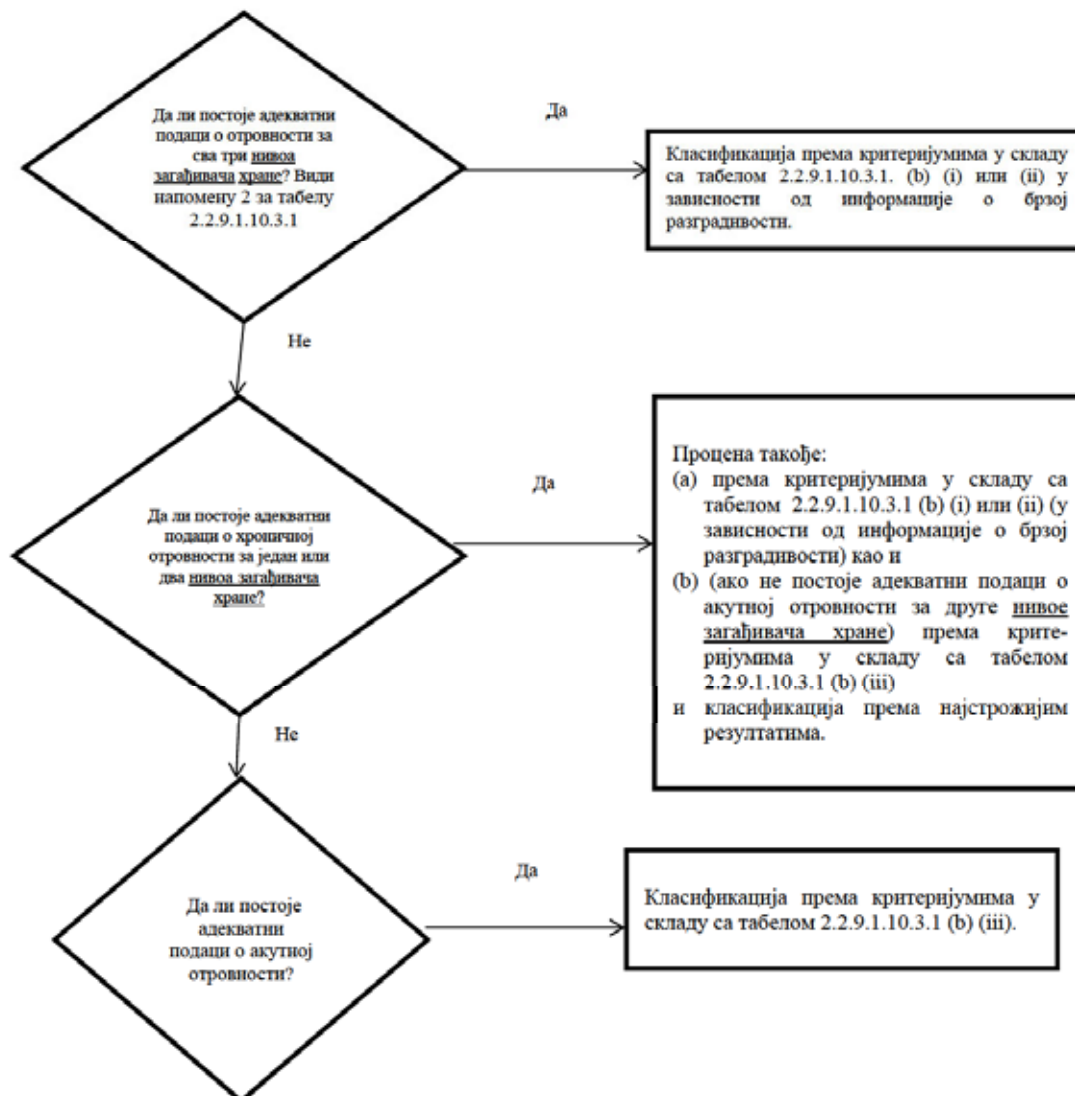 Да ли постоје адекватни
подаци о отровности за
сва три нивоа
загађивача хране? Види
напомену 2 за табелу
2.2.9.1.10.3.1
Да
Класификација према критеријумима у складу
са табелом 2.2.9.1.10.3.1. (b) (i) или (ii) у
зависности од информације о брзој
разградивости.
Не
Да ли постоје адекватни
подаци о хроничној
отровности за један или
два нивоа загађивача
хране?
Да
Процена такође:
(a) према критеријумима у складу са
табелом 2.2.9.1.10.3.1 (b) (i) или (ii) (у
зависности од информације о брзој
разградивости) као и
(b) (ако не постоје адекватни подаци о
акутној отровности за друге нивое
загађивача хране) према крите-
ријумима у складу са табелом
2.2.9.1.10.3.1 (b) (iii)
и класификација према најстрожијим
резултатима.
Не
Да ли постоје
адекватни
подаци о акутној
отровности?
Да
Класификација према критеријумима у
складу са табелом 2.2.9.1.10.3.1 (b) (iii).